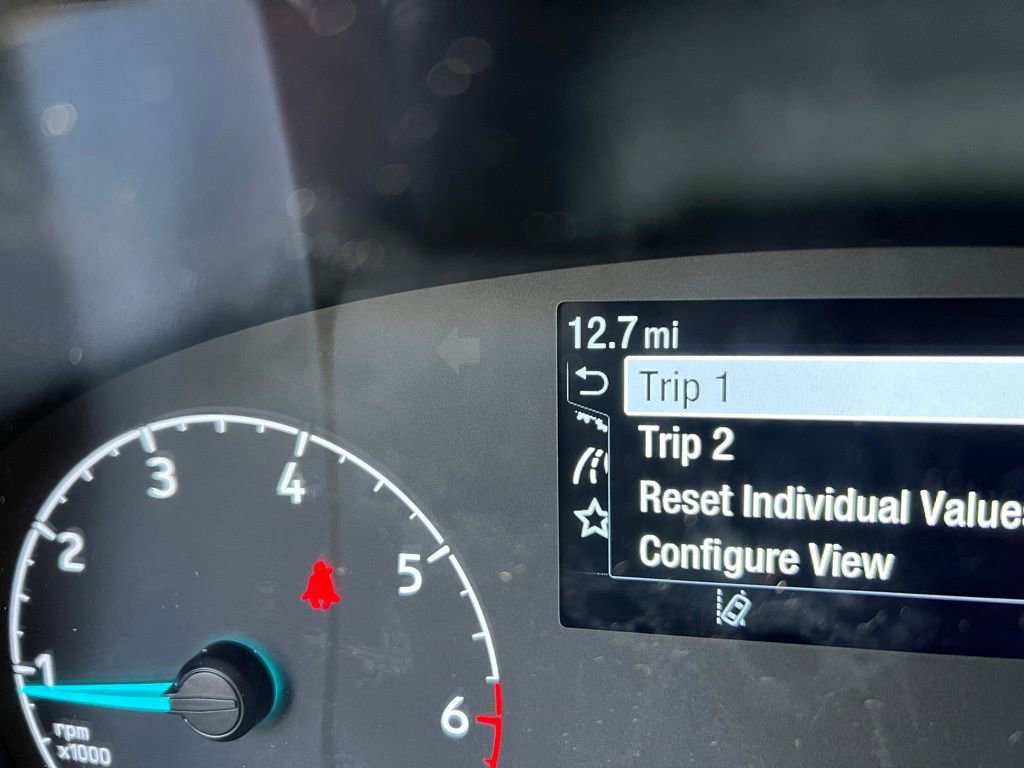 12.7 mi
Trip 1
Trip 2
Reset Individual Values
Configure View
3
4
2
5
1
6
rpm
x1000